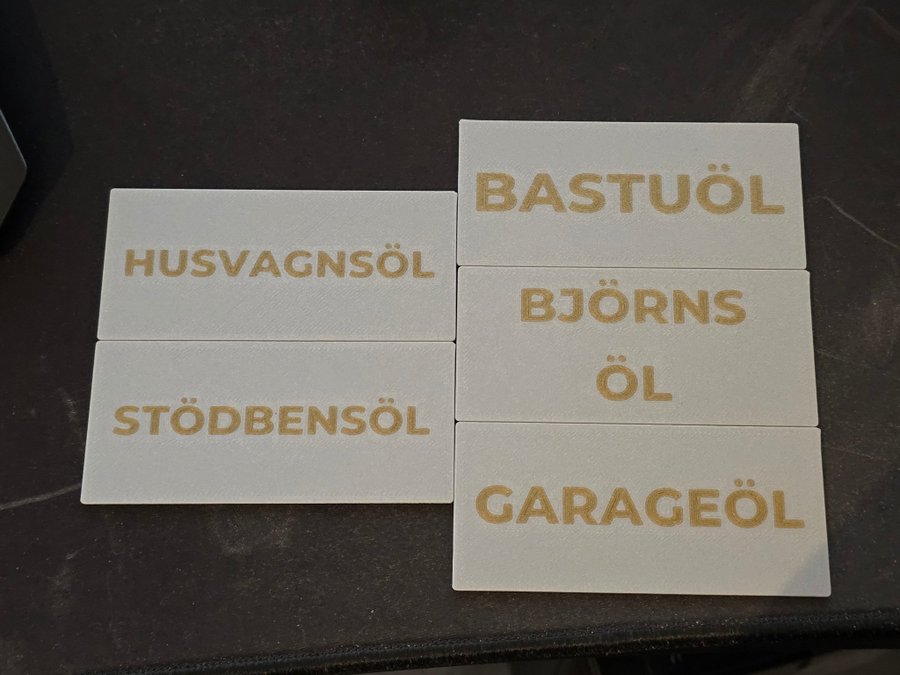 HUSVAGNSÖL
STÖDBENSÖL
BASTUÖL
BJÖRNS
ÖL
GARAGEÖL